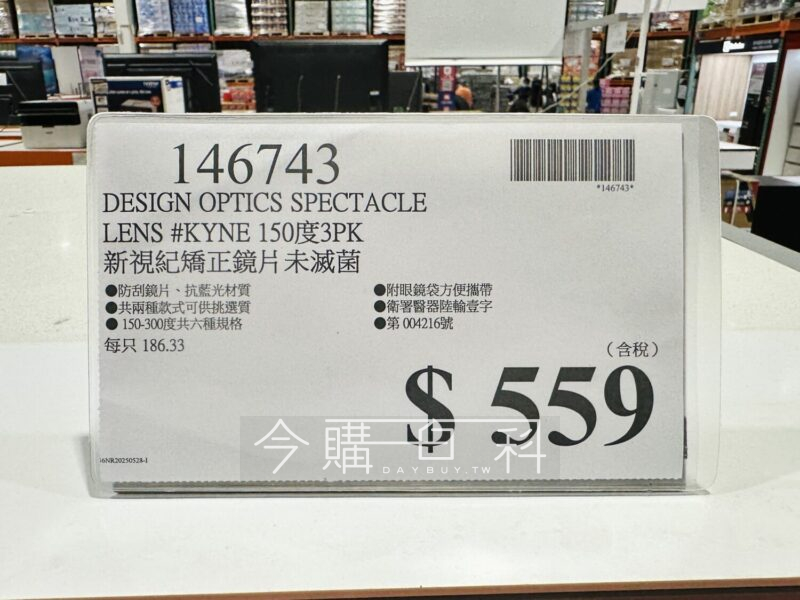 146743
*146743*
DESIGN OPTICS SPECTACLE
LENS #KYNE 150度3PK
新視紀矯正鏡片未滅菌
●防刮鏡片、抗藍光材質
●共兩種款式可供挑選質
● 150-300度共六種規格
●附眼鏡袋方便攜帶
●衛署醫器陸輸壹字
●第 004216號
每只 186.33
（含稅）
$ 559
今購百科
DAYBUY.TW